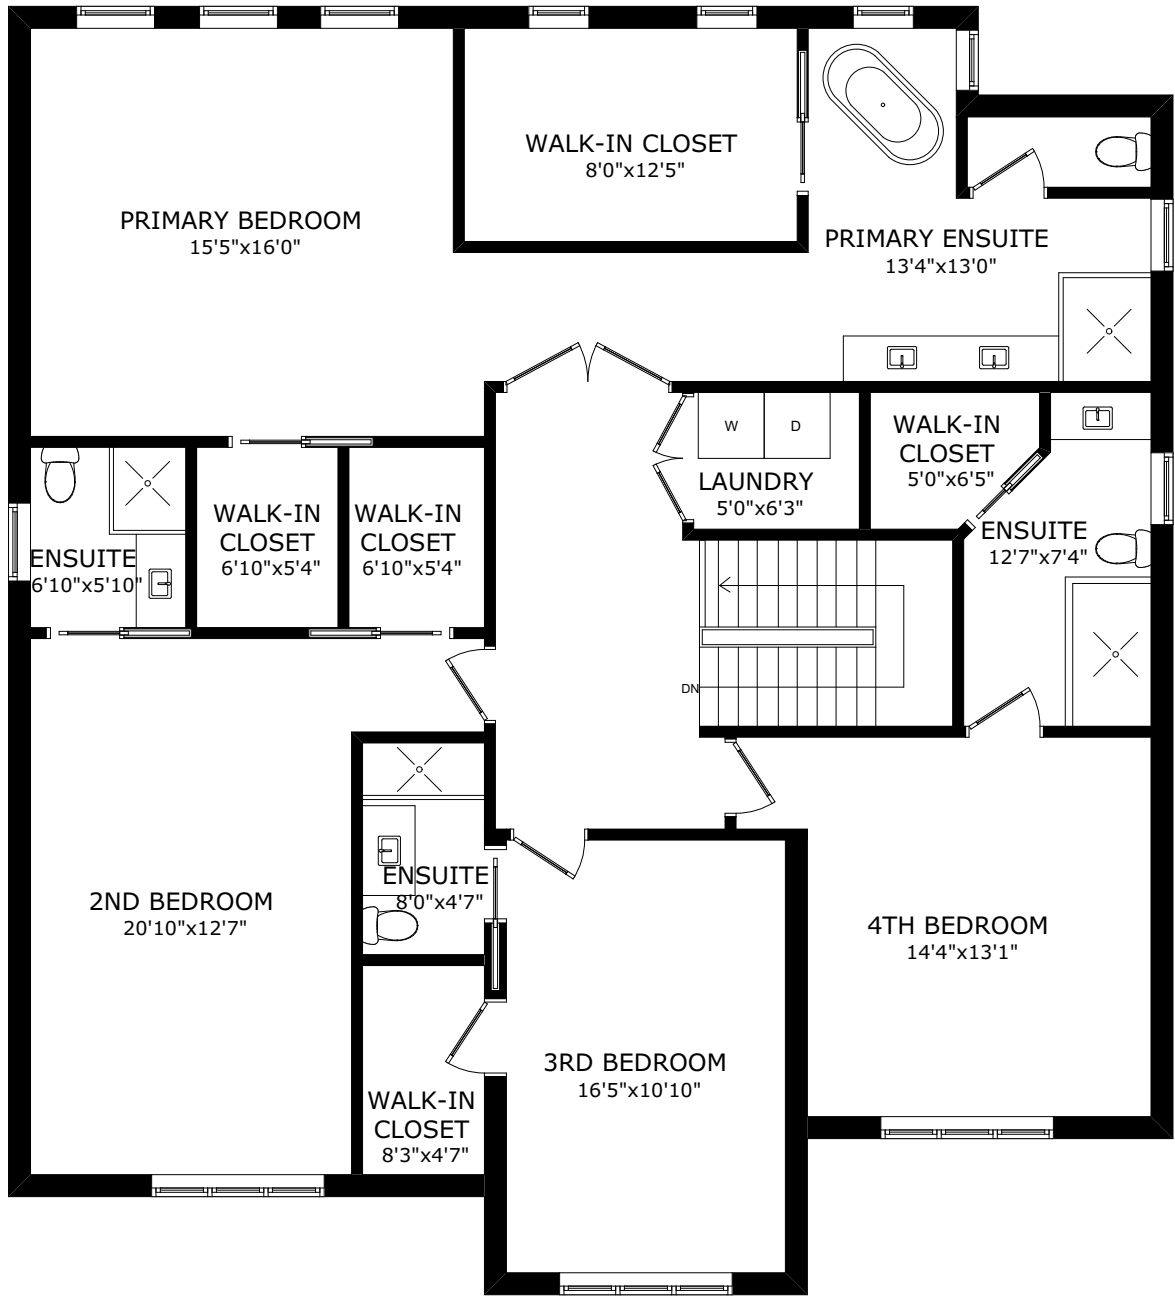 WALK-IN CLOSET
8'0"x12'5"
PRIMARY BEDROOM
15'5"x16'0"
PRIMARY ENSUITE
13'4"x13'0"
W
D
LAUNDRY
5'0"x6'3"
WALK-IN
CLOSET
5'0"x6'5"
ENSUITE
12'7"x7'4"
WALK-IN
CLOSET
6'10"x5'4"
WALK-IN
CLOSET
6'10"x5'4"
ENSUITE
6'10"x5'10"
DN
2ND BEDROOM
20'10"x12'7"
ENSUITE
8'0"x4'7"
4TH BEDROOM
14'4"x13'1"
3RD BEDROOM
16'5"x10'10"
WALK-IN
CLOSET
8'3"x4'7"